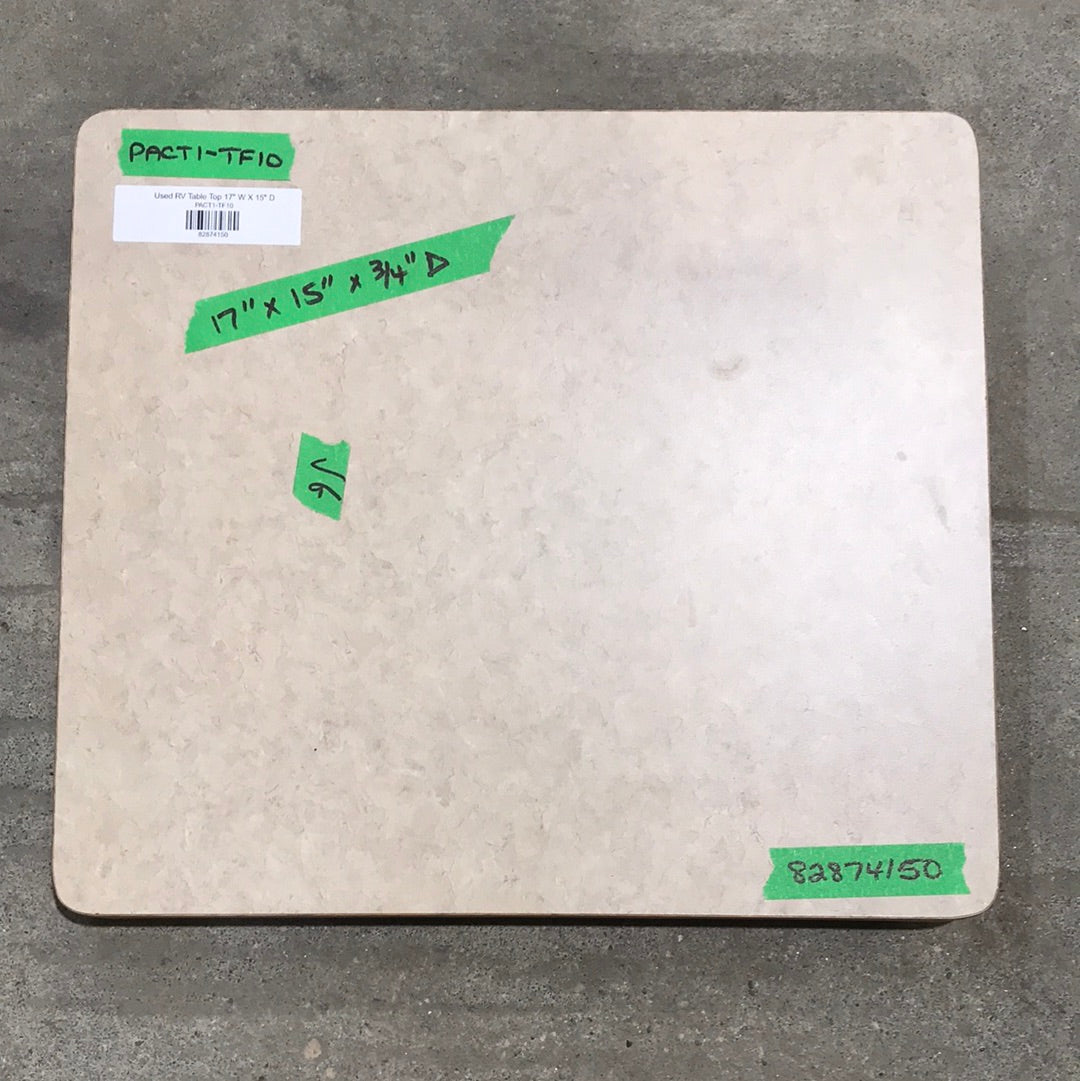 PACT1-TF10
Used RV Table Top 17" W X 15" D
PACT1-TF10
82874150
17" X 15" x 3/4" D
82874150